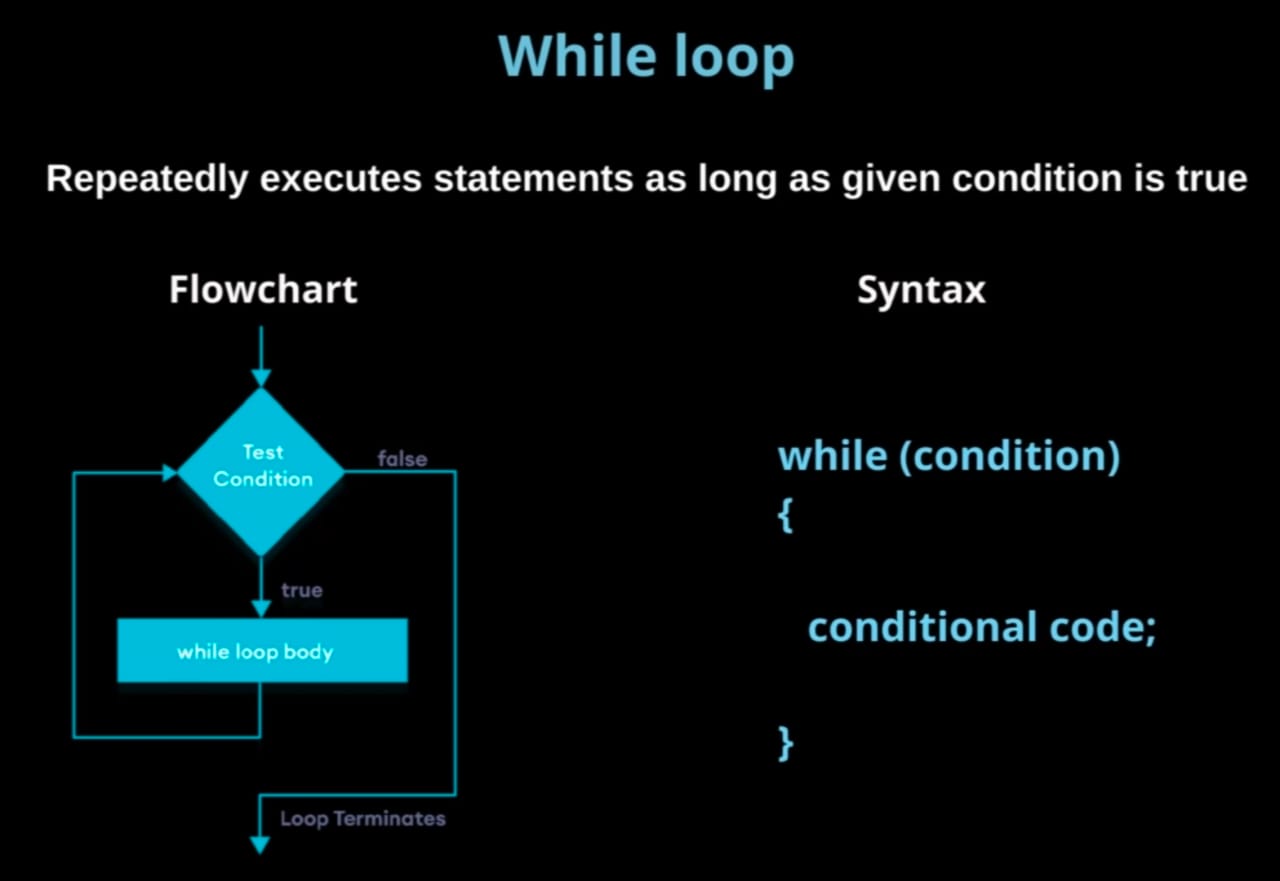 While loop
Repeatedly executes statements as long as given condition is true
Flowchart
Test
Condition
false
true
while loop body
Loop Terminates
Syntax
while (condition)
{
conditional code;
}